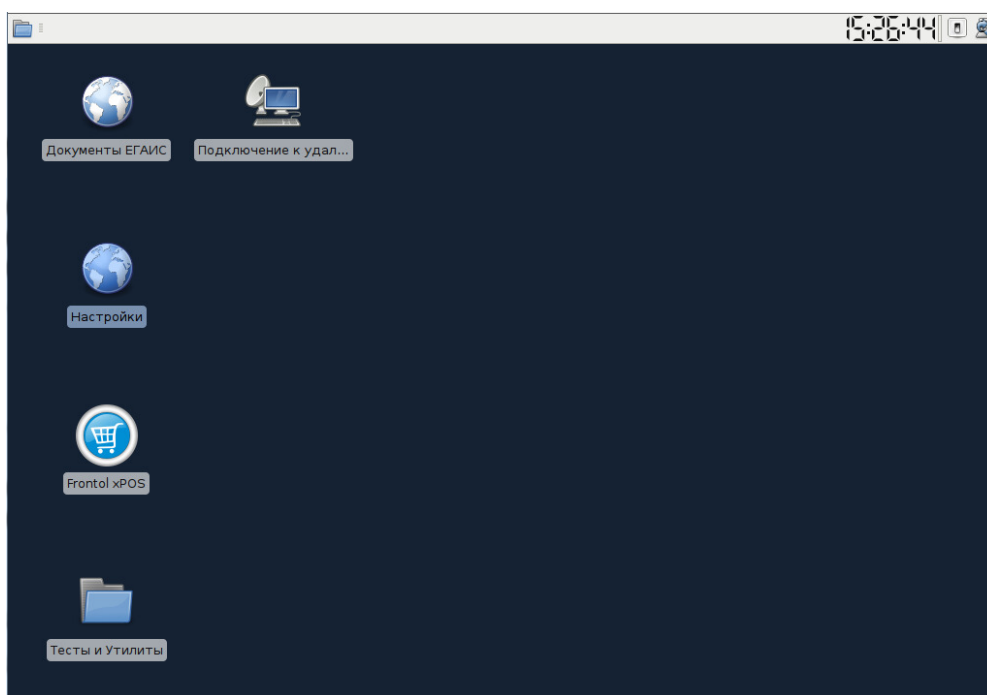 15:26:44
Документы ЕГАИС
Подключение к удал...
Настройки
Frontol xPOS
Тесты и Утилиты